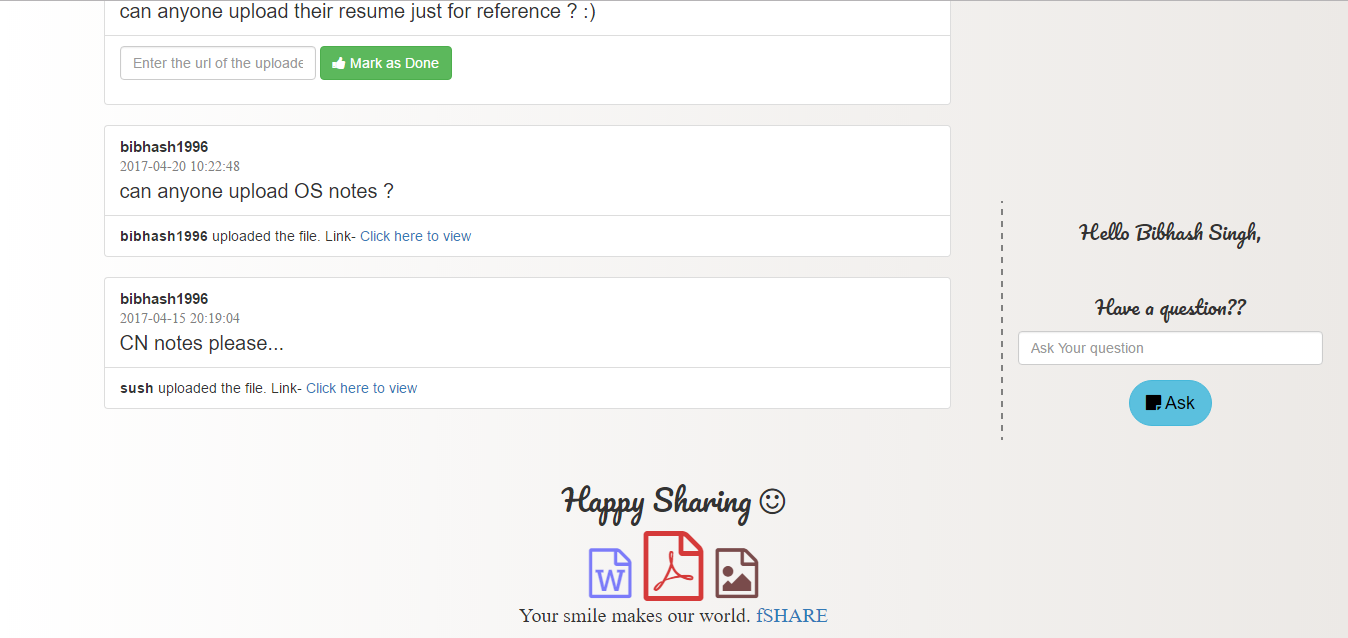 can anyone upload their resume just for reference ? :)
Enter the url of the uploade
Mark as Done
bibhash1996
2017-04-20 10:22:48
can anyone upload OS notes ?
bibhash1996 uploaded the file. Link- Click here to view
bibhash1996
2017-04-15 20:19:04
CN notes please...
sush uploaded the file. Link- Click here to view
Hello Bibhash Singh,
Have a question??
Ask Your question
Ask
Happy Sharing
W
Your smile makes our world. fSHARE